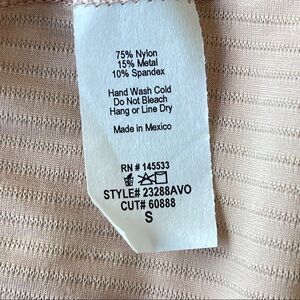 75% Nylon
15% Metal
10% Spandex
Hand Wash Cold
Do Not Bleach
Hang or Line Dry
Made in Mexico
RN # 145533
STYLE# 23288AVO
CUT# 60888
S